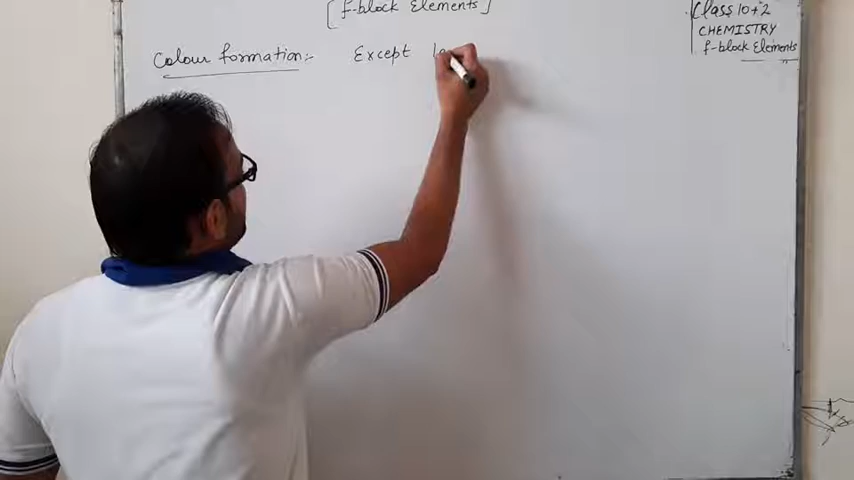 [f-block Elements]
Class 10+2
CHEMISTRY
f-BLOCK Elements
Colour formation :- Except